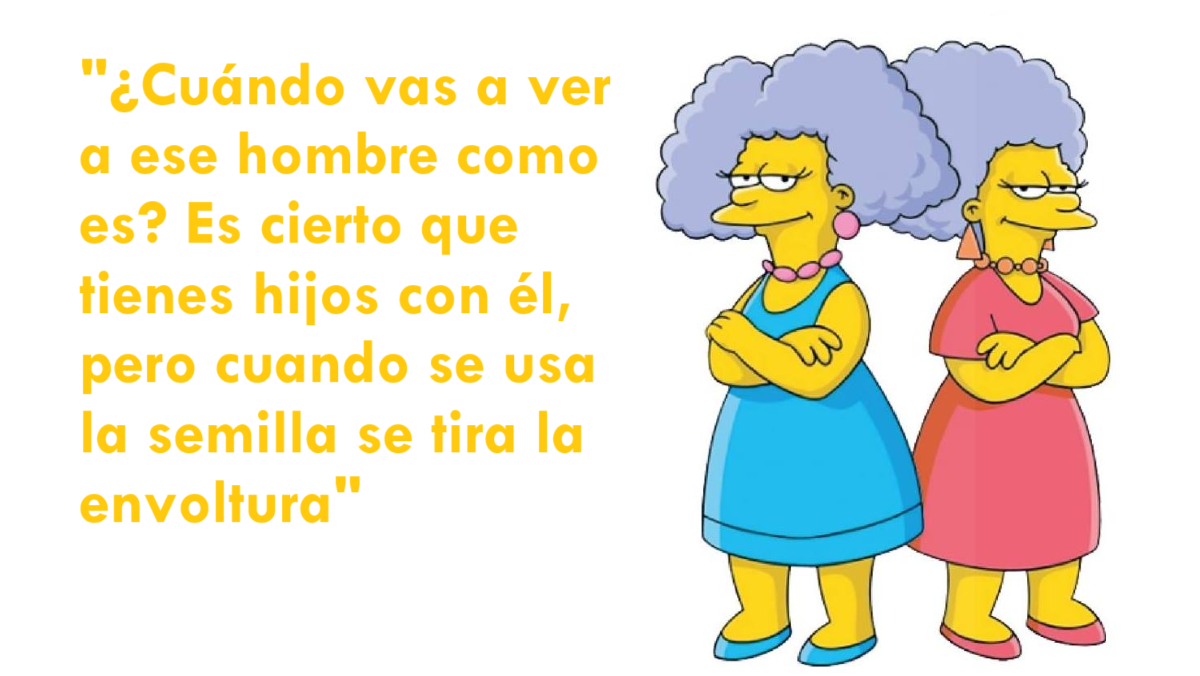 "¿Cuándo vas a ver
a ese hombre como
es? Es cierto que
tienes hijos con él,
pero cuando se usa
la semilla se tira la
envoltura"